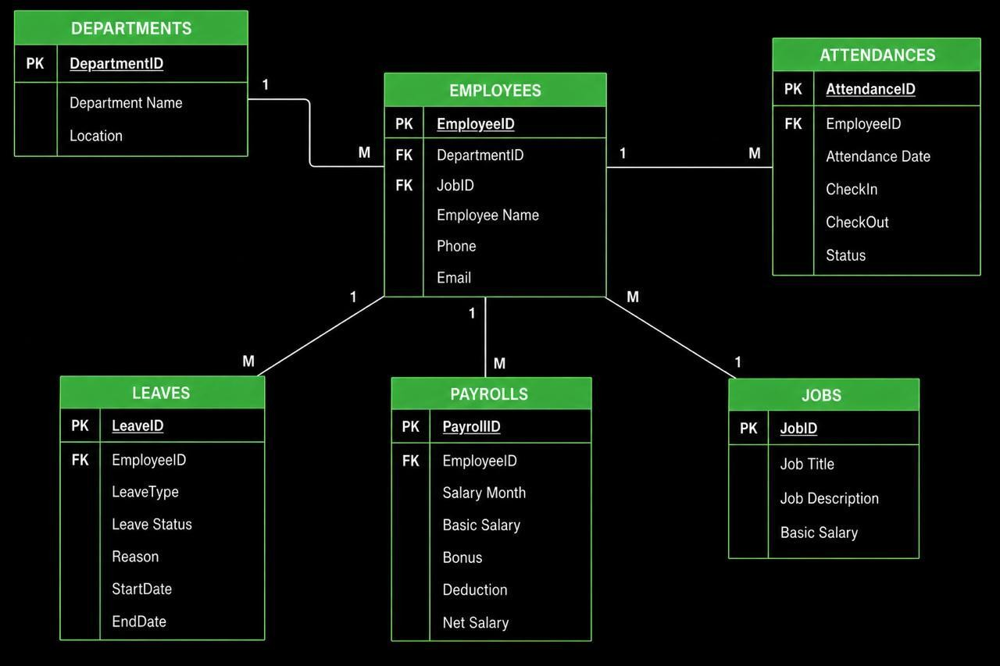 DEPARTMENTS
PK DepartmentID
Department Name
Location
1
M
EMPLOYEES
PK EmployeeID
FK DepartmentID
FK JobID
Employee Name
Phone
Email
1
M
ATTENDANCES
PK AttendanceID
FK EmployeeID
Attendance Date
CheckIn
CheckOut
Status
1
M
1
M
M
1
LEAVES
PK LeaveID
FK EmployeeID
LeaveType
Leave Status
Reason
StartDate
EndDate
PAYROLLS
PK PayrollID
FK EmployeeID
Salary Month
Basic Salary
Bonus
Deduction
Net Salary
JOBS
PK JobID
Job Title
Job Description
Basic Salary